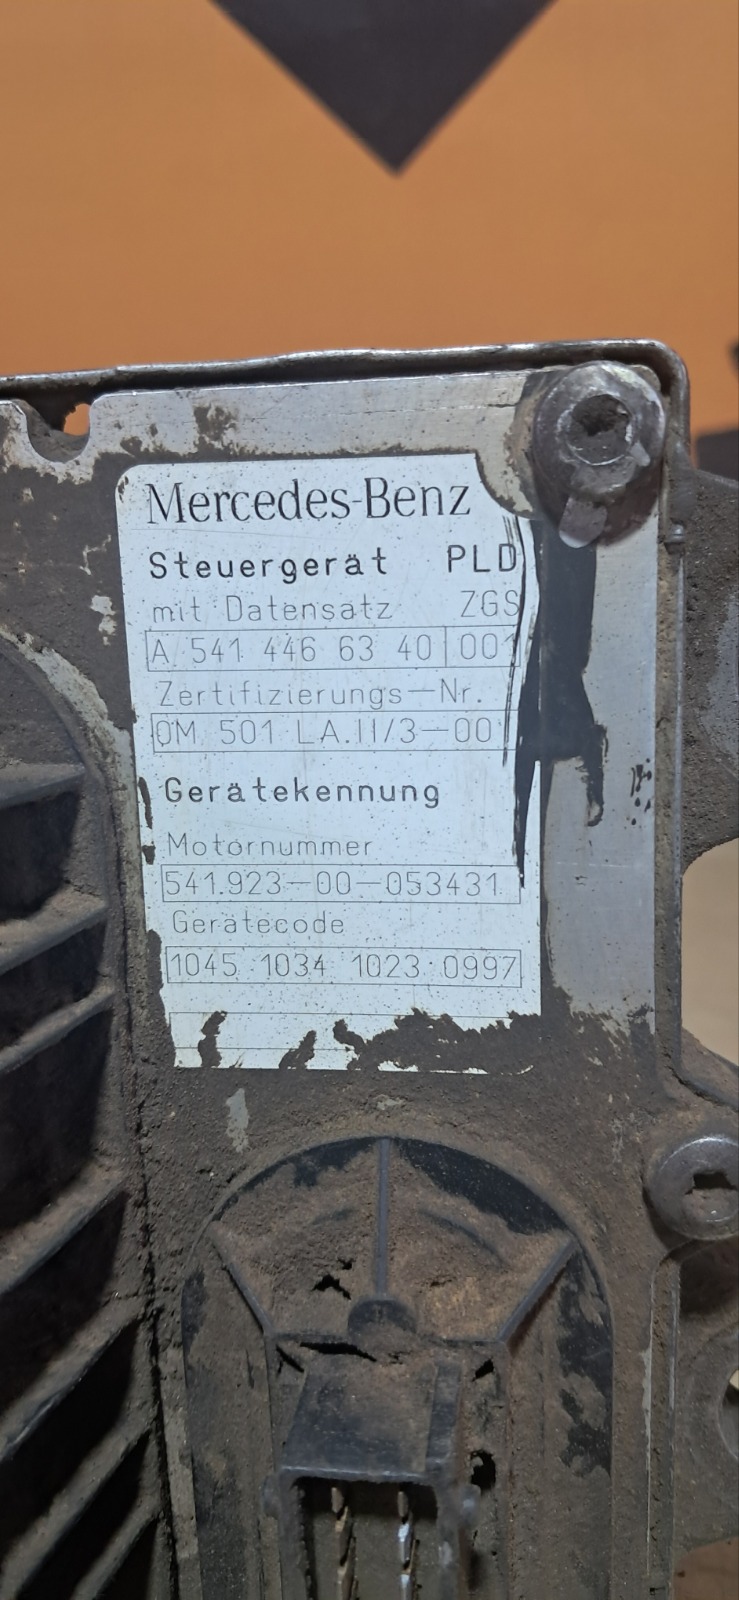 Mercedes-Benz
Steuergerät PLD
mit Datensatz ZGS
A 541 446 63 40 001
Zertifizierungs-Nr.
OM 501 LA.II/3-00
Gerätekennung
Motornummer
541.923-00-053431
Gerätecode
1045 1034 1023 0997